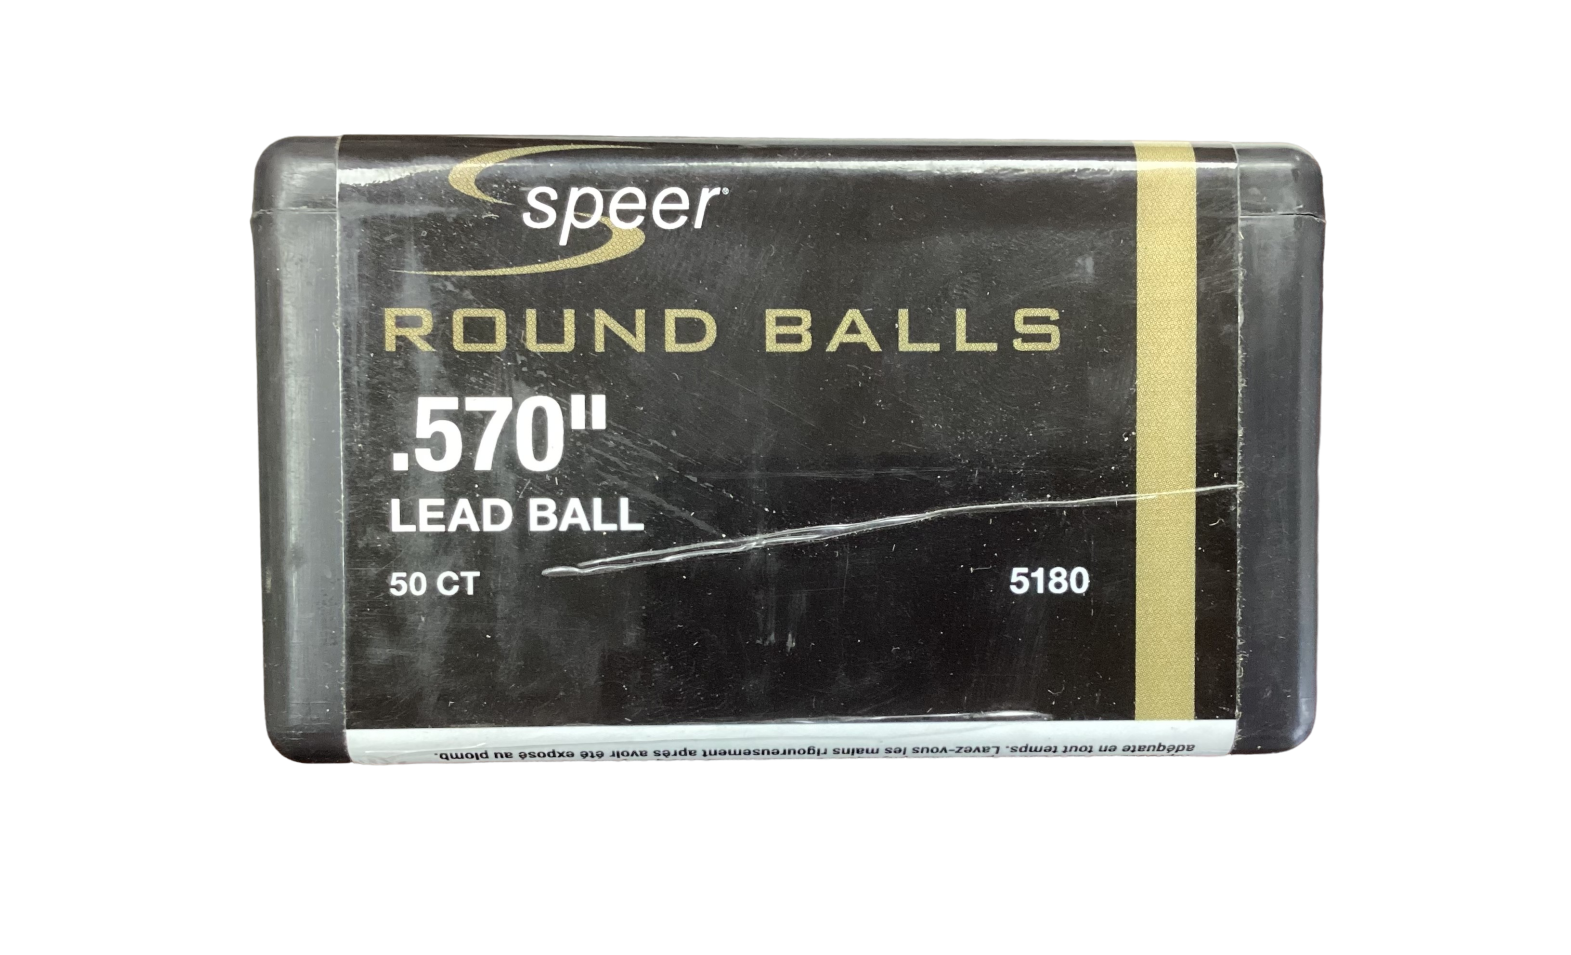 speer®
ROUND BALLS
.570"
LEAD BALL
50 CT
5180
adéquate en tout temps. Lavez-vous les mains rigoureusement après avoir été exposé au plomb.